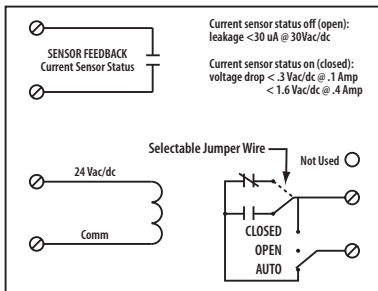 Current sensor status off (open):
leakage <30 uA @ 30Vac/dc
SENSOR FEEDBACK
Current Sensor Status
Current sensor status on (closed):
voltage drop < .3 Vac/dc @ .1 Amp
< 1.6 Vac/dc @ .4 Amp
Selectable Jumper Wire
Not Used
24 Vac/dc
Comm
CLOSED
OPEN
AUTO